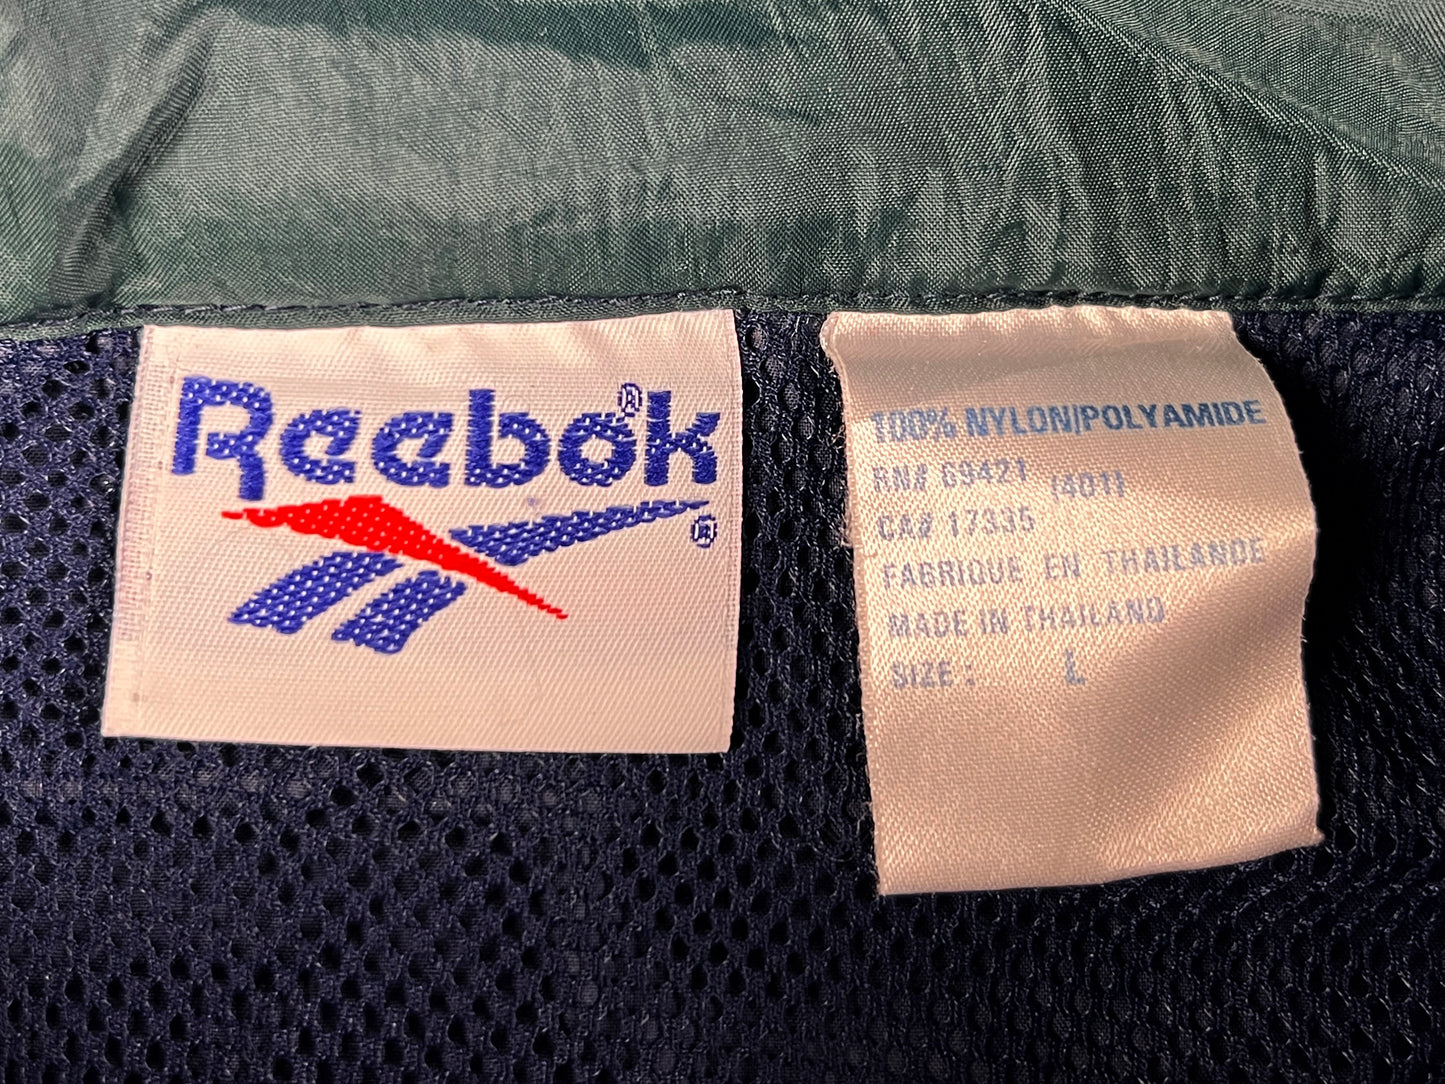 Reebok®
®
100% NYLON/POLYAMIDE
RN# 69421 (401)
CA# 17335
FABRIQUE EN THAILANDE
MADE IN THAILAND
SIZE : L